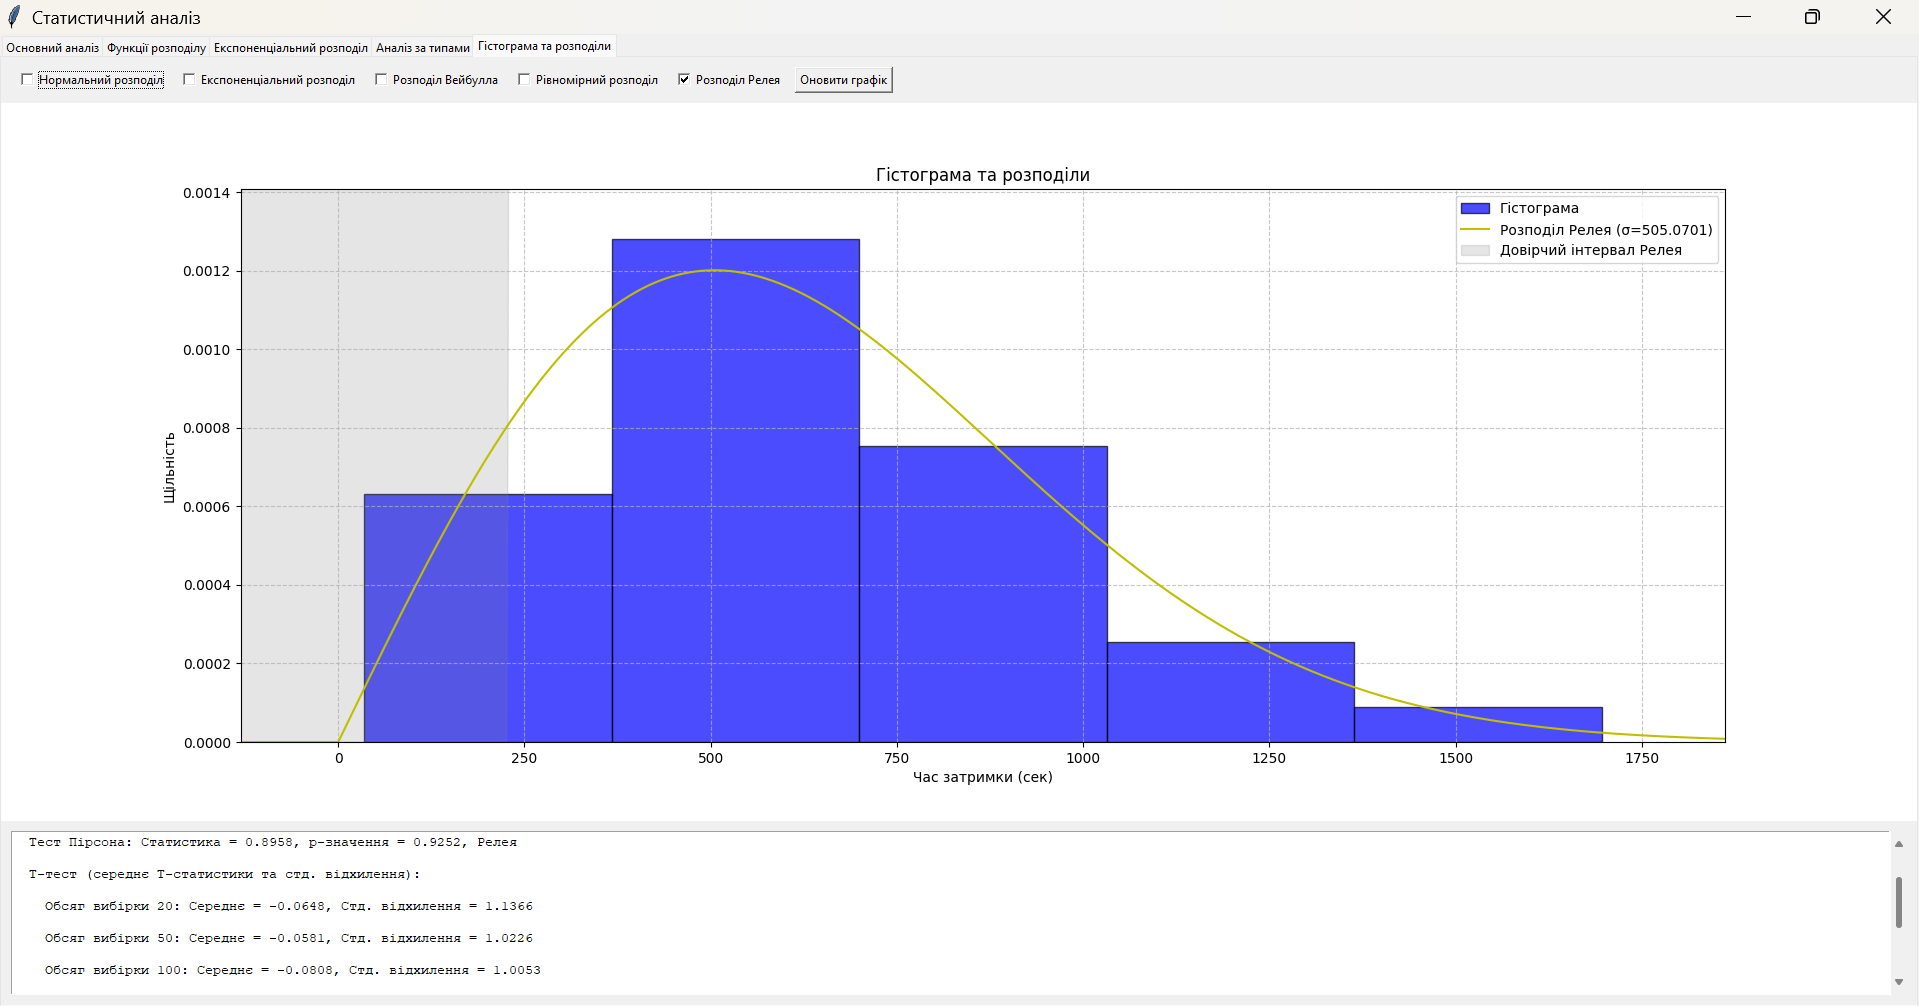 Статистичний аналіз
Основний аналіз Функції розподілу Експоненціальний розподіл Аналіз за типами Гістограма та розподіли
Нормальний розподіл Експоненціальний розподіл Розподіл Вейбулла Рівномірний розподіл Розподіл Релея Оновити графік
Гістограма та розподіли
0.0014
0.0012
0.0010
0.0008
0.0006
0.0004
0.0002
0.0000
Щільність
Гістограма
Розподіл Релея (σ=505.0701)
Довірчий інтервал Релея
0 250 500 750 1000 1250 1500 1750
Час затримки (сек)
Тест Пірсона: Статистика = 0.8958, p-значення = 0.9252, Релея
Т-тест (середнє Т-статистики та стд. відхилення):
Обсяг вибірки 20: Середнє = -0.0648, Стд. відхилення = 1.1366
Обсяг вибірки 50: Середнє = -0.0581, Стд. відхилення = 1.0226
Обсяг вибірки 100: Середнє = -0.0808, Стд. відхилення = 1.0053